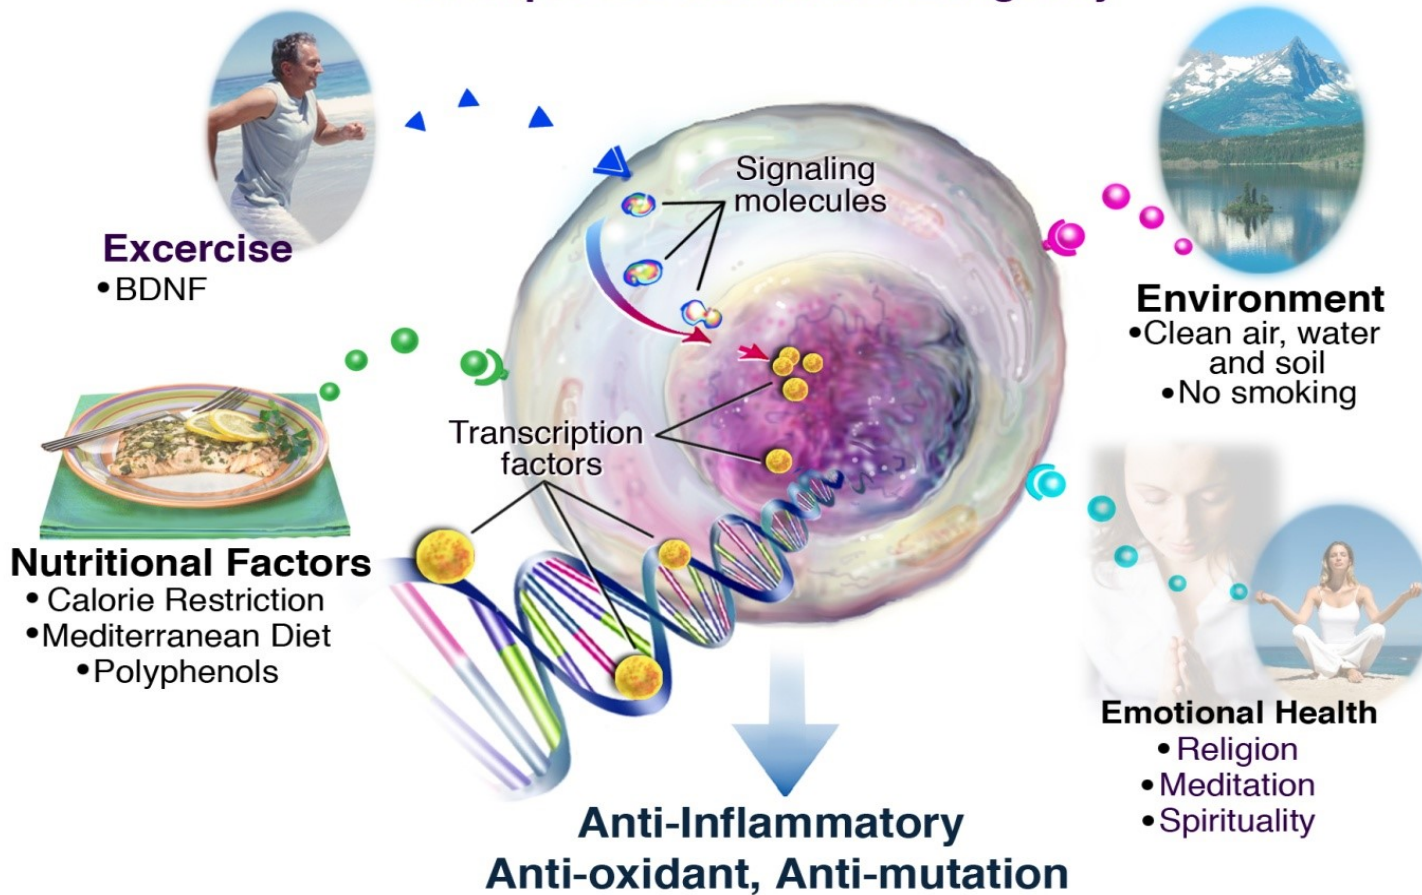 Signaling
molecules
Excercise
• BDNF
Environment
•Clean air, water
and soil
•No smoking
Transcription
factors
Nutritional Factors
• Calorie Restriction
•Mediterranean Diet
•Polyphenols
Emotional Health
• Religion
• Meditation
•Spirituality
Anti-Inflammatory
Anti-oxidant, Anti-mutation